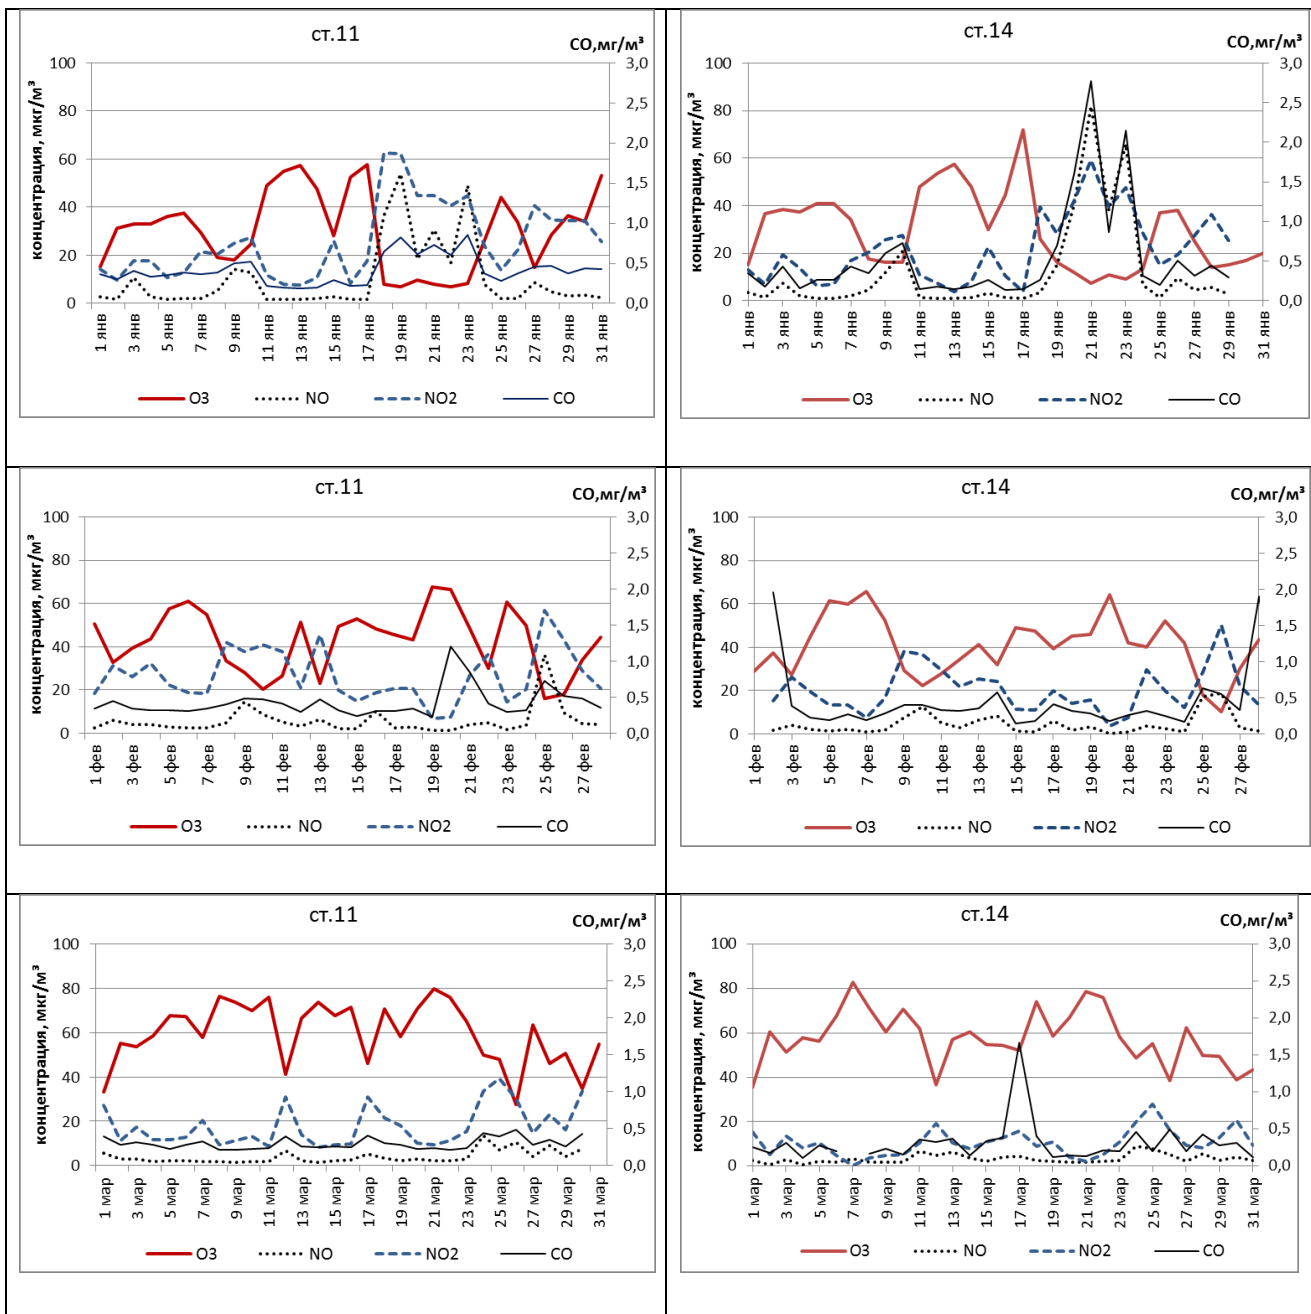 ст.11
CO,мг/м³
концентрация, мкг/м³
100
80
60
40
20
0
3,0
2,5
2,0
1,5
1,0
0,5
0,0
1 янв
3 янв
5 янв
7 янв
9 янв
11 янв
13 янв
15 янв
17 янв
19 янв
21 янв
23 янв
25 янв
27 янв
29 янв
31 янв
O3 NO NO2 CO
ст.14
CO,мг/м³
концентрация, мкг/м³
100
80
60
40
20
0
3,0
2,5
2,0
1,5
1,0
0,5
0,0
1 янв
3 янв
5 янв
7 янв
9 янв
11 янв
13 янв
15 янв
17 янв
19 янв
21 янв
23 янв
25 янв
27 янв
29 янв
31 янв
O3 NO NO2 CO
ст.11
CO,мг/м³
концентрация, мкг/м³
100
80
60
40
20
0
3,0
2,5
2,0
1,5
1,0
0,5
0,0
1 фев
3 фев
5 фев
7 фев
9 фев
11 фев
13 фев
15 фев
17 фев
19 фев
21 фев
23 фев
25 фев
27 фев
O3 NO NO2 CO
ст.14
CO,мг/м³
концентрация, мкг/м³
100
80
60
40
20
0
3,0
2,5
2,0
1,5
1,0
0,5
0,0
1 фев
3 фев
5 фев
7 фев
9 фев
11 фев
13 фев
15 фев
17 фев
19 фев
21 фев
23 фев
25 фев
27 фев
O3 NO NO2 CO
ст.11
CO,мг/м³
концентрация, мкг/м³
100
80
60
40
20
0
3,0
2,5
2,0
1,5
1,0
0,5
0,0
1 мар
3 мар
5 мар
7 мар
9 мар
11 мар
13 мар
15 мар
17 мар
19 мар
21 мар
23 мар
25 мар
27 мар
29 мар
31 мар
O3 NO NO2 CO
ст.14
CO,мг/м³
концентрация, мкг/м³
100
80
60
40
20
0
3,0
2,5
2,0
1,5
1,0
0,5
0,0
1 мар
3 мар
5 мар
7 мар
9 мар
11 мар
13 мар
15 мар
17 мар
19 мар
21 мар
23 мар
25 мар
27 мар
29 мар
31 мар
O3 NO NO2 CO